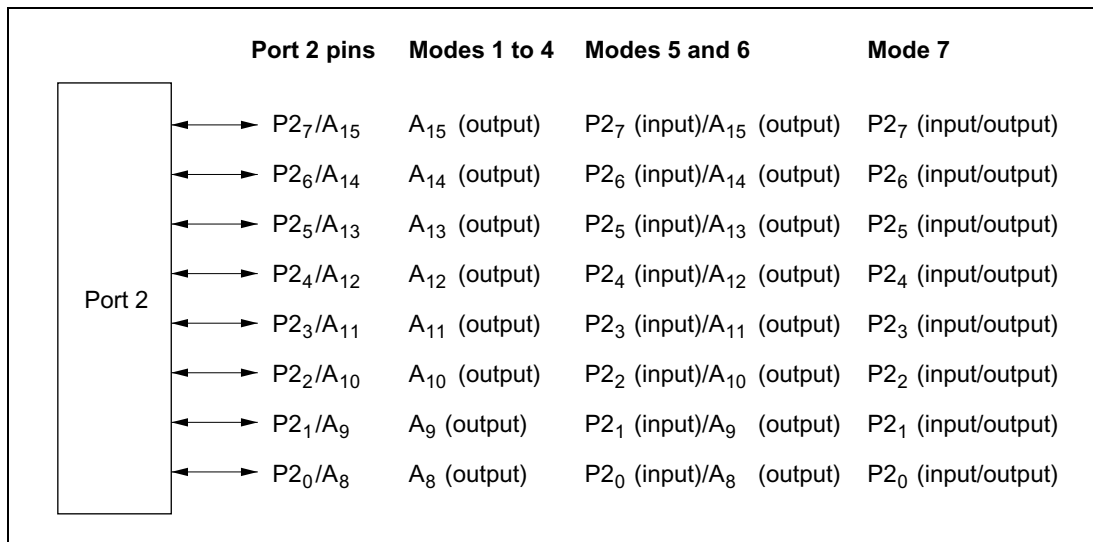 Port 2 pins Modes 1 to 4 Modes 5 and 6 Mode 7
P2₇/A₁₅ A₁₅ (output) P2₇ (input)/A₁₅ (output) P2₇ (input/output)
P2₆/A₁₄ A₁₄ (output) P2₆ (input)/A₁₄ (output) P2₆ (input/output)
P2₅/A₁₃ A₁₃ (output) P2₅ (input)/A₁₃ (output) P2₅ (input/output)
P2₄/A₁₂ A₁₂ (output) P2₄ (input)/A₁₂ (output) P2₄ (input/output)
Port 2
P2₃/A₁₁ A₁₁ (output) P2₃ (input)/A₁₁ (output) P2₃ (input/output)
P2₂/A₁₀ A₁₀ (output) P2₂ (input)/A₁₀ (output) P2₂ (input/output)
P2₁/A₉ A₉ (output) P2₁ (input)/A₉ (output) P2₁ (input/output)
P2₀/A₈ A₈ (output) P2₀ (input)/A₈ (output) P2₀ (input/output)